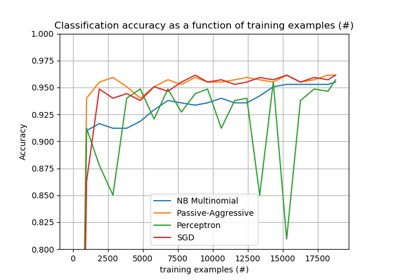 Classification accuracy as a function of training examples (#)
1.000
0.975
0.950
0.925
0.900
0.875
0.850
0.825
0.800
Accuracy
NB Multinomial
Passive-Aggressive
Perceptron
SGD
0 2500 5000 7500 10000 12500 15000 17500
training examples (#)